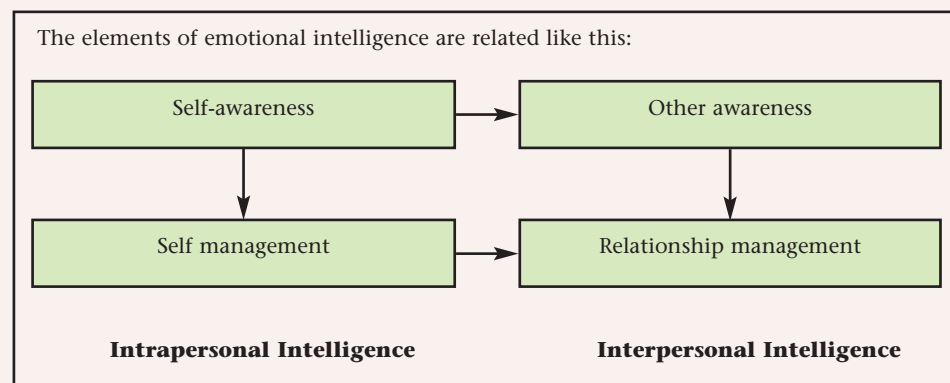 The elements of emotional intelligence are related like this:
Self-awareness
Other awareness
Self management
Relationship management
Intrapersonal Intelligence
Interpersonal Intelligence